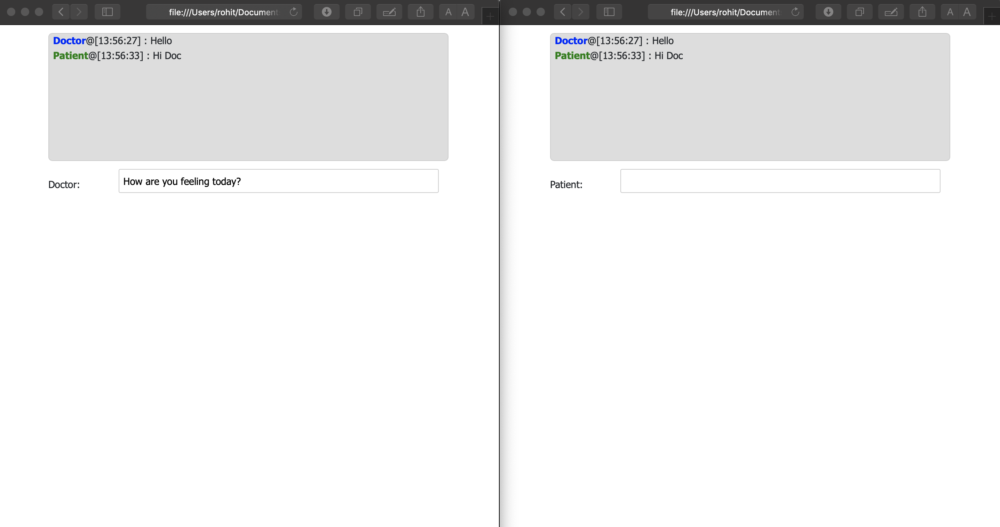 file:///Users/rohit/Document
A A
Doctor@[13:56:27] : Hello
Patient@[13:56:33] : Hi Doc
Doctor:
How are you feeling today?
file:///Users/rohit/Document
A A
Doctor@[13:56:27] : Hello
Patient@[13:56:33] : Hi Doc
Patient: